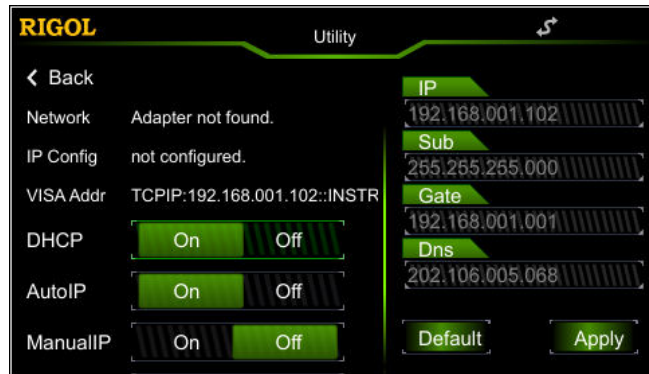 RIGOL
Utility
Back
Network Adapter not found.
IP Config not configured.
VISA Addr TCPIP:192.168.001.102::INSTR
DHCP On Off
AutoIP On Off
ManualIP On Off
IP
192.168.001.102
Sub
255.255.255.000
Gate
192.168.001.001
Dns
202.106.005.068
Default Apply